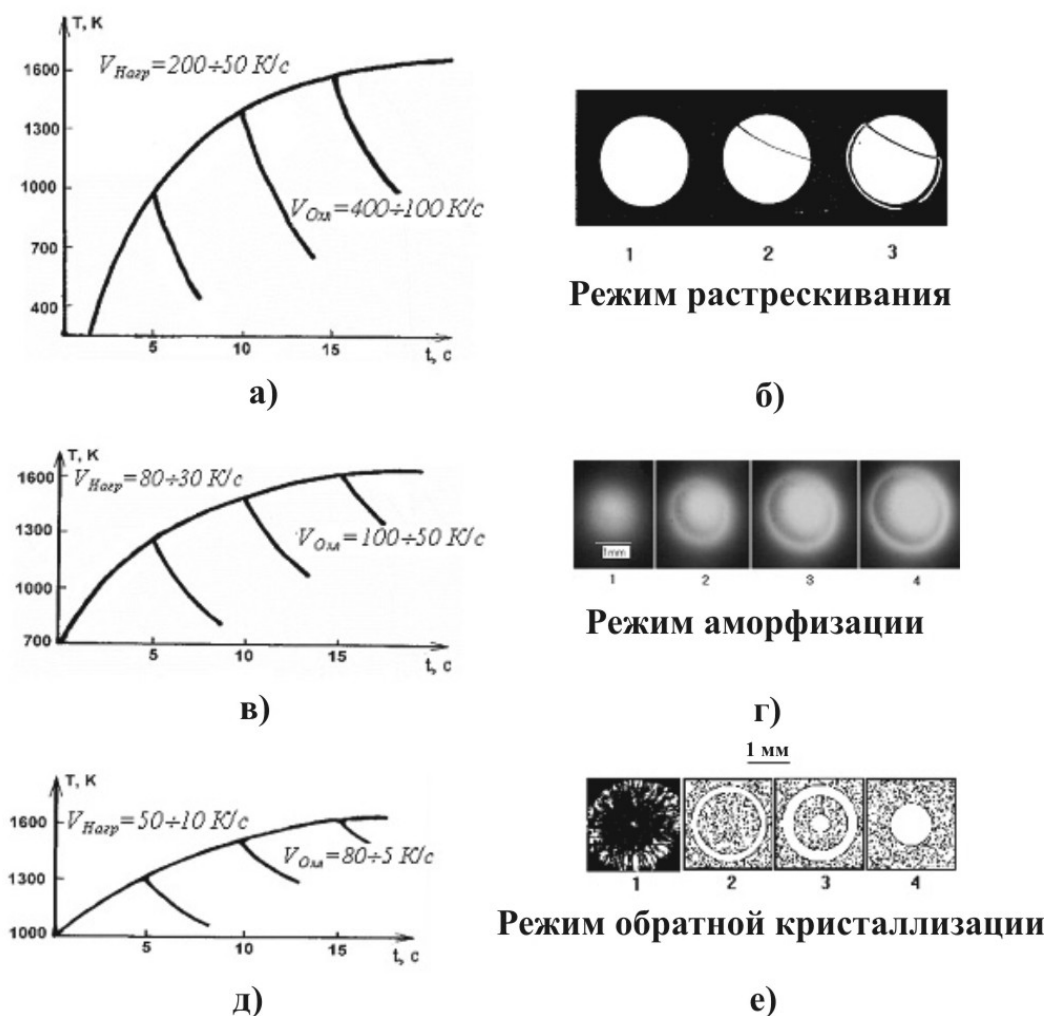 T, K
1600
1300
1000
700
400
V_Нагр=200÷50 К/с
V_Охл=400÷100 К/с
5 10 15
t, с
а)
1 2 3
Режим растрескивания
б)
T, K
1600
1300
1000
700
V_Нагр=80÷30 К/с
V_Охл=100÷50 К/с
5 10 15
t, с
в)
1mm
1 2 3 4
Режим аморфизации
г)
T, K
1600
1300
1000
V_Нагр=50÷10 К/с
V_Охл=80÷5 К/с
5 10 15
t, с
д)
1 мм
1 2 3 4
Режим обратной кристаллизации
е)